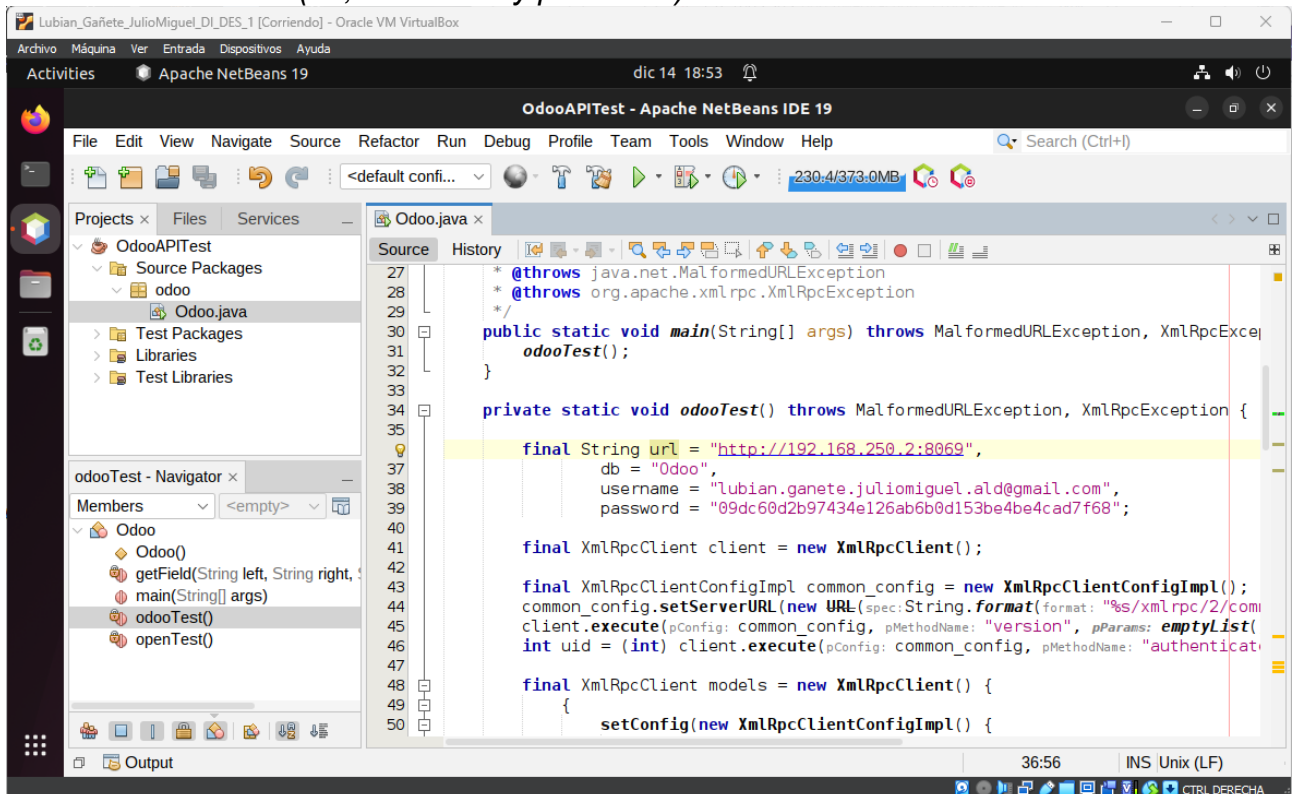 Lubian_Gañete_JulioMiguel_DI_DES_1 [Corriendo] - Oracle VM VirtualBox
Archivo Máquina Ver Entrada Dispositivos Ayuda
Activities Apache NetBeans 19 dic 14 18:53
OdooAPITest - Apache NetBeans IDE 19
File Edit View Navigate Source Refactor Run Debug Profile Team Tools Window Help Search (Ctrl+I)
<default confi... 230.4/373.0MB
Projects × Files Services
Odoo.java ×
OdooAPITest
Source Packages
odoo
Odoo.java
Test Packages
Libraries
Test Libraries
odooTest - Navigator ×
Members <empty>
Odoo
Odoo()
getField(String left, String right,
main(String[] args)
odooTest()
openTest()
Source History
27 * @throws java.net.MalformedURLException
28 * @throws org.apache.xmlrpc.XmlRpcException
29 */
30 public static void main(String[] args) throws MalformedURLException, XmlRpcExcep
31 odooTest();
32 }
33
34 private static void odooTest() throws MalformedURLException, XmlRpcException {
35
final String url = "http://192.168.250.2:8069",
37 db = "Odoo",
38 username = "lubian.ganete.juliomiguel.ald@gmail.com",
39 password = "09dc60d2b97434e126ab6b0d153be4be4cad7f68";
40
41 final XmlRpcClient client = new XmlRpcClient();
42
43 final XmlRpcClientConfigImpl common_config = new XmlRpcClientConfigImpl();
44 common_config.setServerURL(new URL(spec:String.format(format: "%s/xmlrpc/2/com
45 client.execute(pConfig: common_config, pMethodName: "version", pParams: emptyList(
46 int uid = (int) client.execute(pConfig: common_config, pMethodName: "authenticat
47
48 final XmlRpcClient models = new XmlRpcClient() {
49 {
50 setConfig(new XmlRpcClientConfigImpl() {
Output
36:56 INS Unix (LF)
CTRL DERECHA